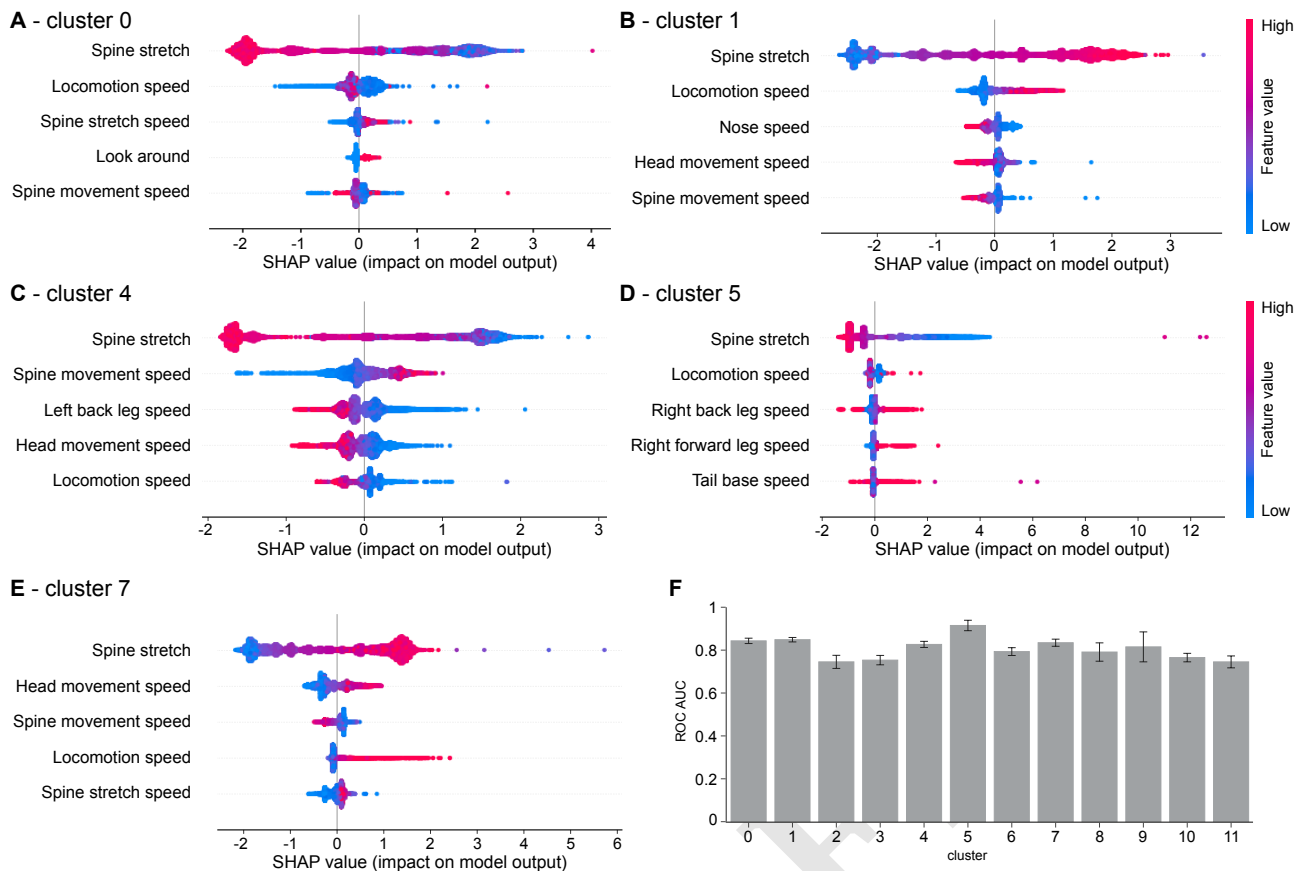 A - cluster 0
Spine stretch
Locomotion speed
Spine stretch speed
Look around
Spine movement speed
-2 -1 0 1 2 3 4
SHAP value (impact on model output)
B - cluster 1
Spine stretch
Locomotion speed
Nose speed
Head movement speed
Spine movement speed
-2 -1 0 1 2 3
SHAP value (impact on model output)
High
Feature value
Low
C - cluster 4
Spine stretch
Spine movement speed
Left back leg speed
Head movement speed
Locomotion speed
-2 -1 0 1 2 3
SHAP value (impact on model output)
D - cluster 5
Spine stretch
Locomotion speed
Right back leg speed
Right forward leg speed
Tail base speed
-2 0 2 4 6 8 10 12
SHAP value (impact on model output)
High
Feature value
Low
E - cluster 7
Spine stretch
Head movement speed
Spine movement speed
Locomotion speed
Spine stretch speed
-2 -1 0 1 2 3 4 5 6
SHAP value (impact on model output)
F
1
0.8
0.6
0.4
0.2
0
ROC AUC
0 1 2 3 4 5 6 7 8 9 10 11
cluster